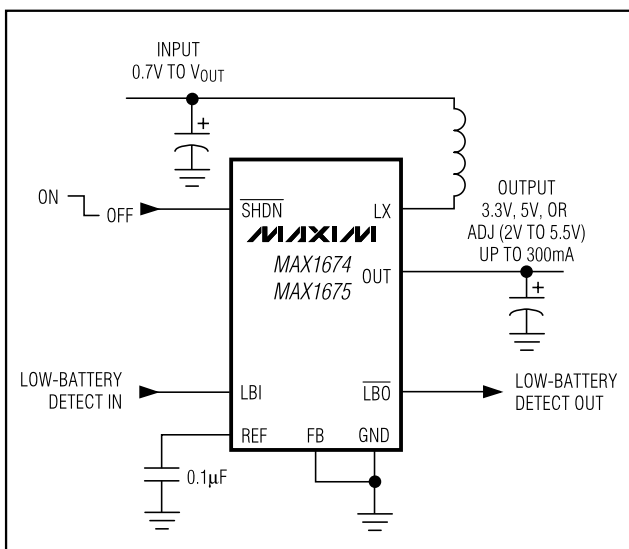 INPUT
0.7V TO VOUT
+
ON
OFF
SHDN
LX
OUTPUT
3.3V, 5V, OR
ADJ (2V TO 5.5V)
UP TO 300mA
MAXIM
MAX1674
MAX1675
OUT
+
LOW-BATTERY
DETECT IN
LBI
LBO
LOW-BATTERY
DETECT OUT
REF
FB
GND
0.1µF